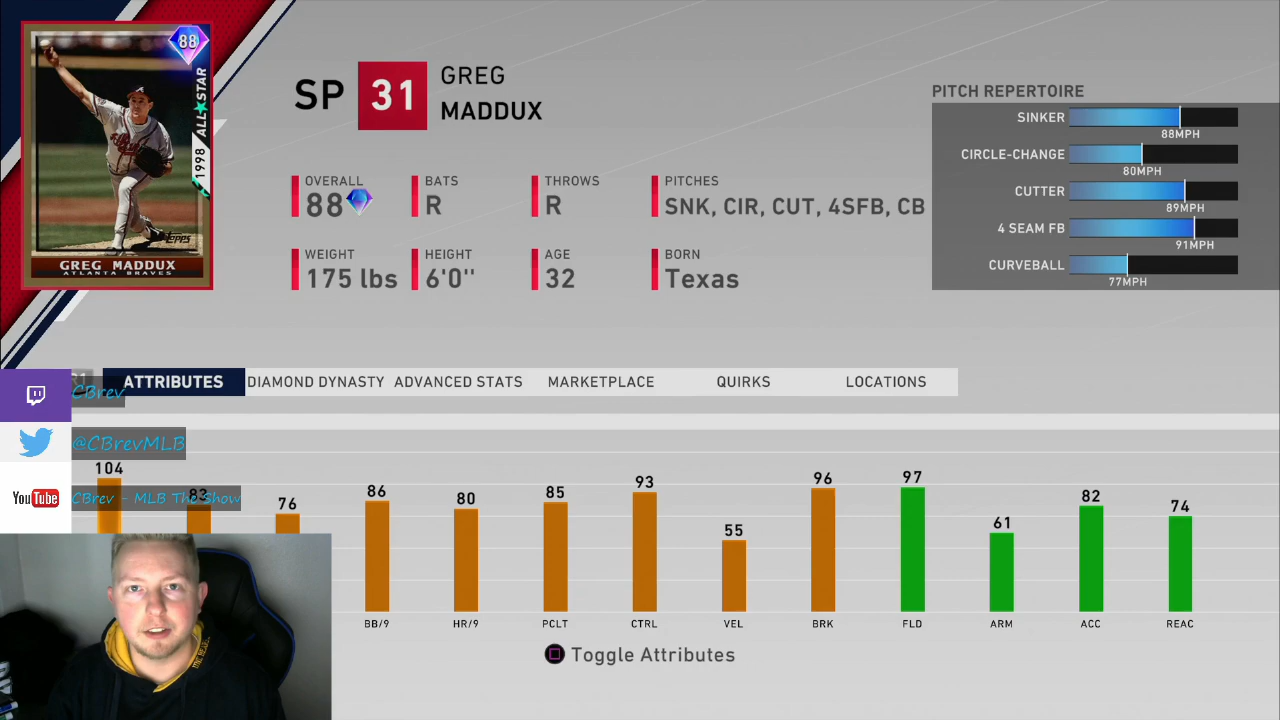 88
1998 ALL★STAR
Topps
GREG MADDUX
ATLANTA BRAVES
SP 31 GREG
MADDUX
OVERALL
88
BATS
R
THROWS
R
PITCHES
SNK, CIR, CUT, 4SFB, CB
WEIGHT
175 lbs
HEIGHT
6'0"
AGE
32
BORN
Texas
PITCH REPERTOIRE
SINKER
88MPH
CIRCLE-CHANGE
80MPH
CUTTER
89MPH
4 SEAM FB
91MPH
CURVEBALL
77MPH
ATTRIBUTES DIAMOND DYNASTY ADVANCED STATS MARKETPLACE QUIRKS LOCATIONS
CBrev
@CBrevMLB
YouTube CBrev - MLB The Show
104 83 76 86 80 85 93 55 96 97 61 82 74
BB/9 HR/9 PCLT CTRL VEL BRK FLD ARM ACC REAC
Toggle Attributes